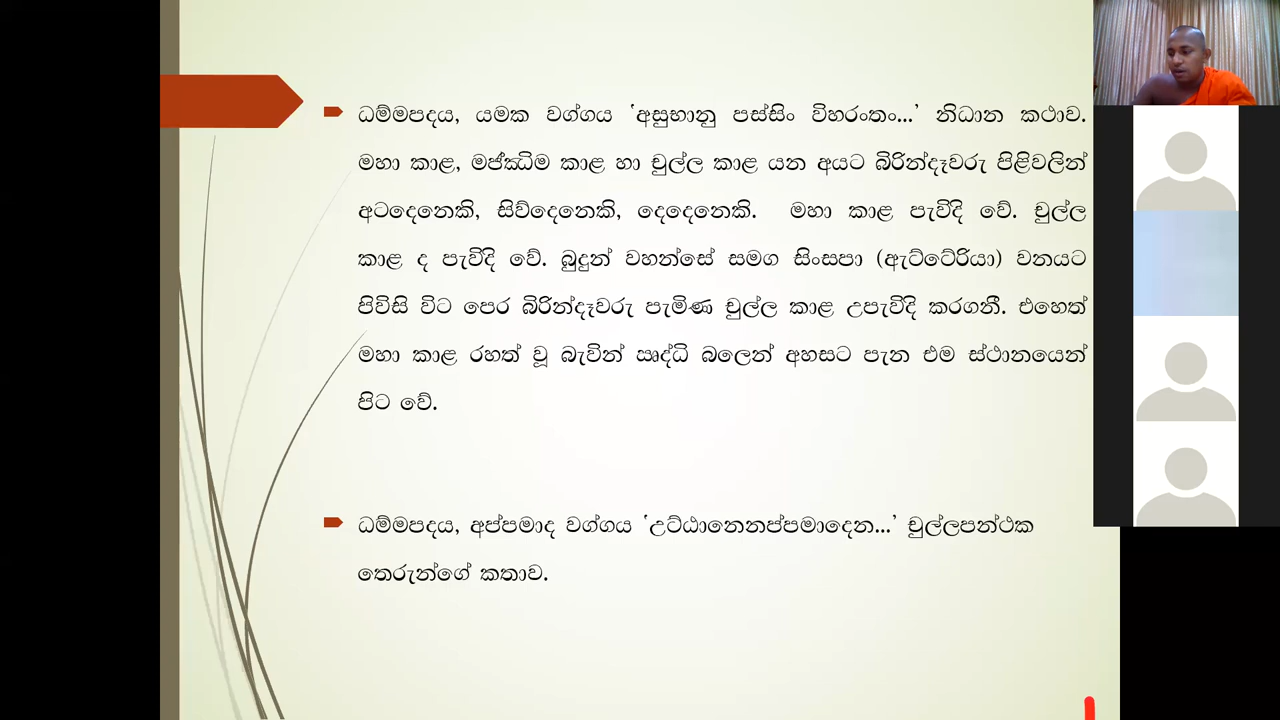 ධම්මපදය, යමක වග්ගය ‛අසුභානු පස්සිං විහරංතං...’ නිධාන කථාව.
මහා කාළ, මජ්ඣිම කාළ හා චුල්ල කාළ යන අයට බිරින්දෑවරු පිළිවලින්
අටදෙනෙකි, සිව්දෙනෙකි, දෙදෙනෙකි. මහා කාළ පැවිදි වේ. චුල්ල
කාළ ද පැවිදි වේ. බුදුන් වහන්සේ සමග සිංසපා (ඇට්ටේරියා) වනයට
පිවිසි විට පෙර බිරින්දෑවරු පැමිණ චුල්ල කාළ උපැවිදි කරගනී. එහෙත්
මහා කාළ රහත් වූ බැවින් ඍද්ධි බලෙන් අහසට පැන එම ස්ථානයෙන්
පිට වේ.
ධම්මපදය, අප්පමාද වග්ගය ‛උට්ඨානෙනප්පමාදෙන...’ චුල්ලපන්ථක
තෙරුන්ගේ කතාව.